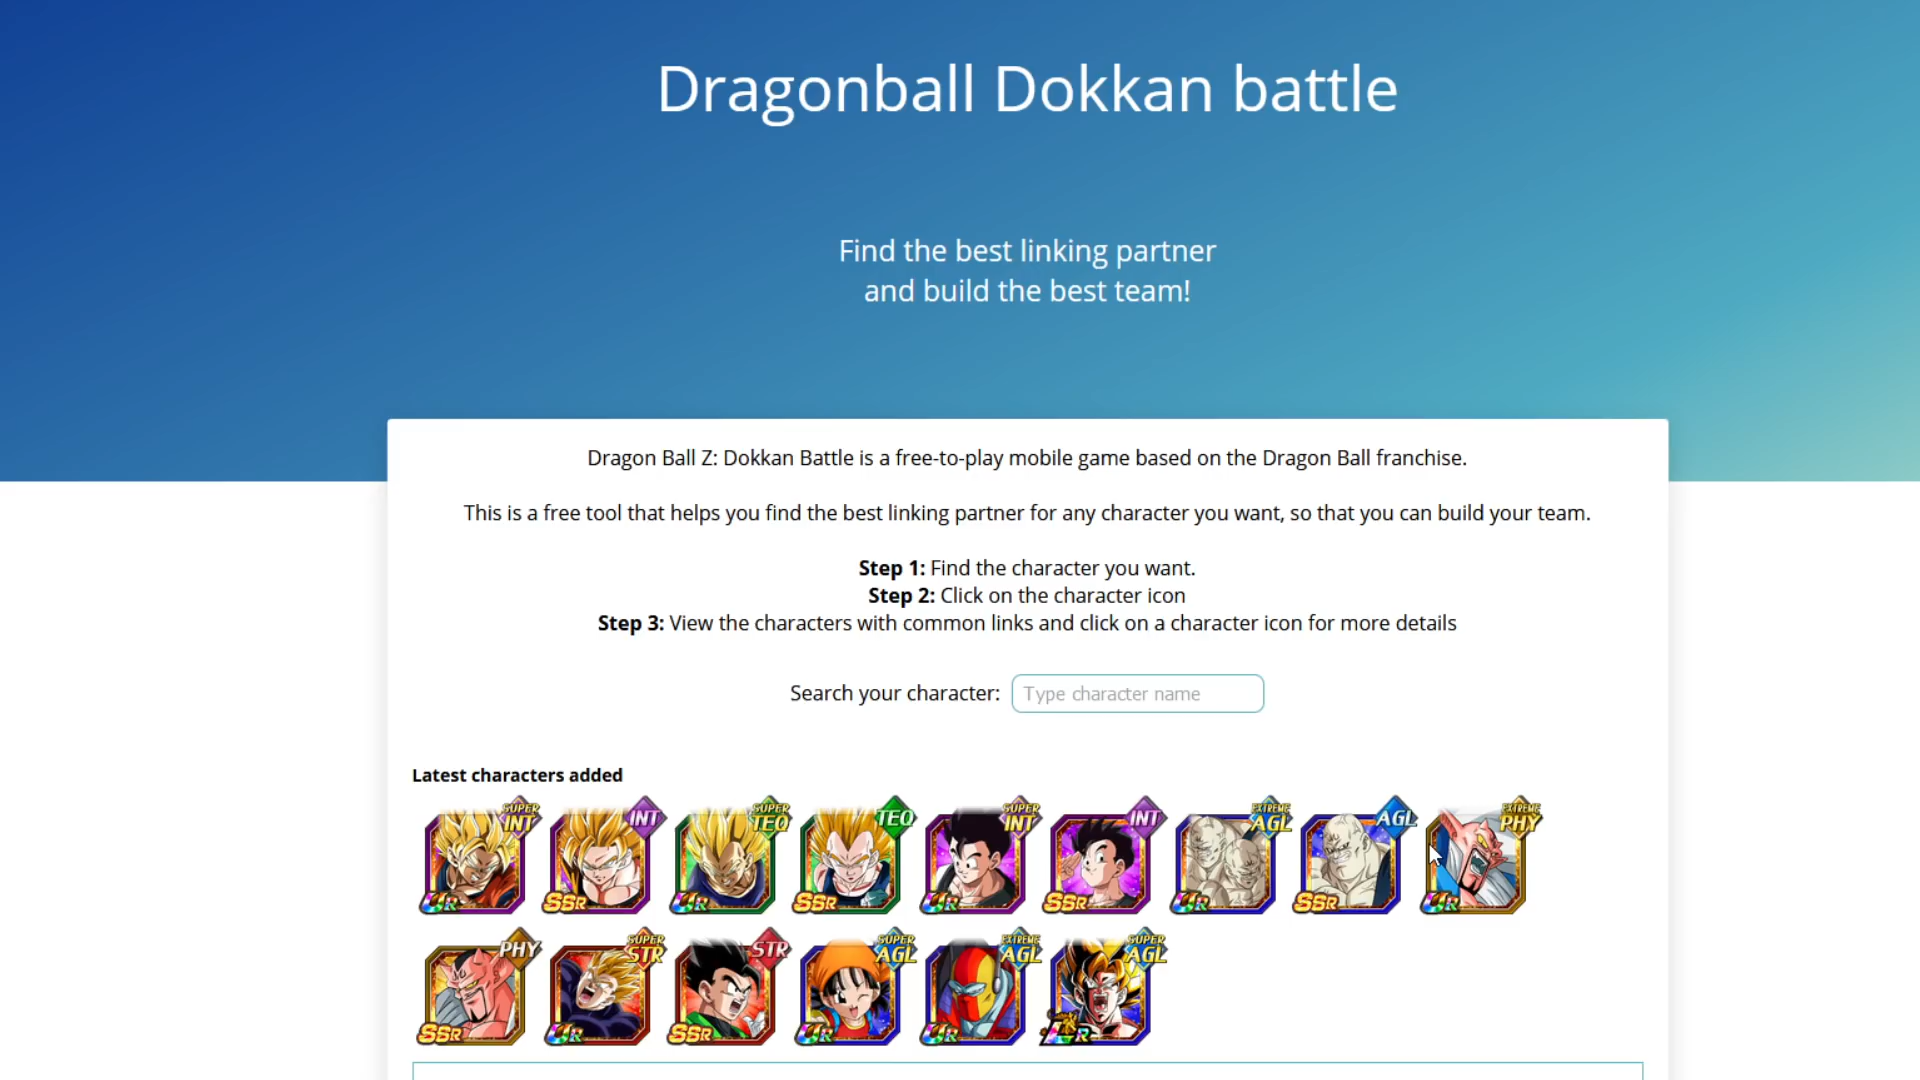 Dragonball Dokkan battle
Find the best linking partner
and build the best team!
Dragon Ball Z: Dokkan Battle is a free-to-play mobile game based on the Dragon Ball franchise.
This is a free tool that helps you find the best linking partner for any character you want, so that you can build your team.
Step 1: Find the character you want.
Step 2: Click on the character icon
Step 3: View the characters with common links and click on a character icon for more details
Search your character: Type character name
Latest characters added
SUPER INT INT SUPER TEQ TEQ SUPER INT INT EXTREME AGL AGL EXTREME PHY
UR SSR UR SSR UR SSR UR SSR UR
PHY SUPER STR STR SUPER AGL EXTREME AGL SUPER AGL
SSR UR SSR UR UR LR